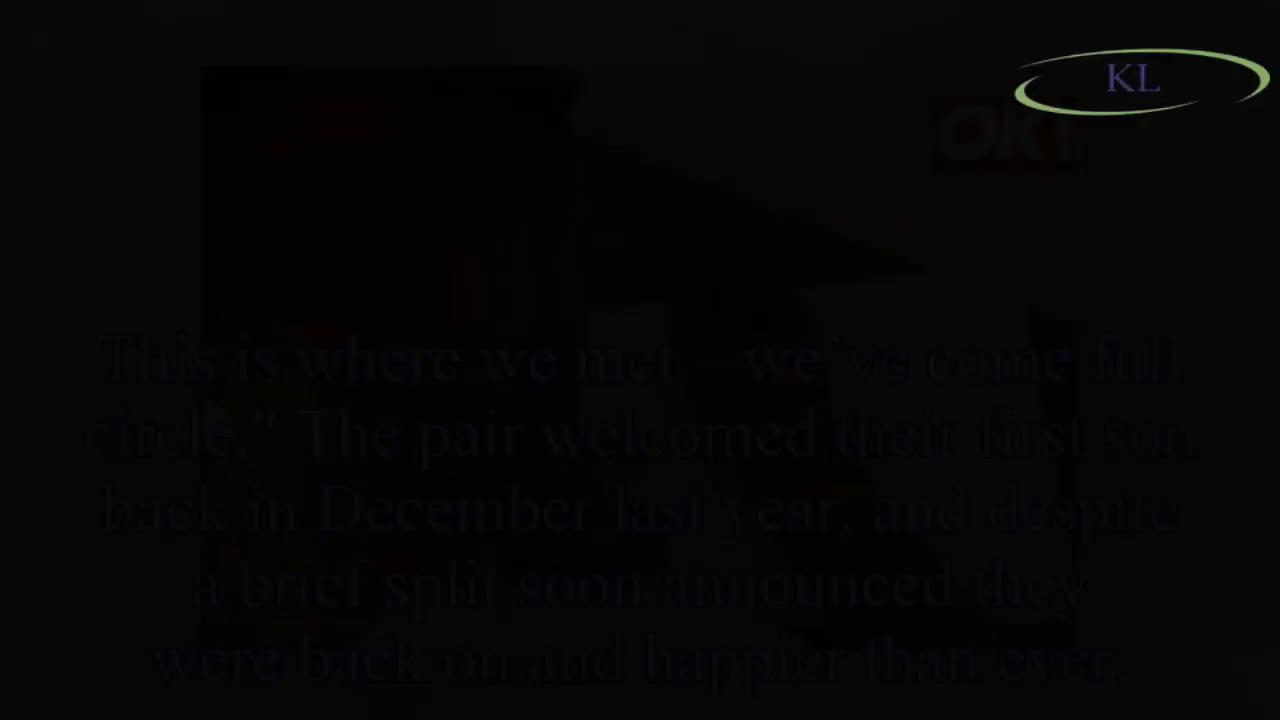 KL
OK!
This is where we met – we've come full
circle." The pair welcomed their first son
back in December last year, and despite
a brief split soon announced they
were back on and happier than ever.